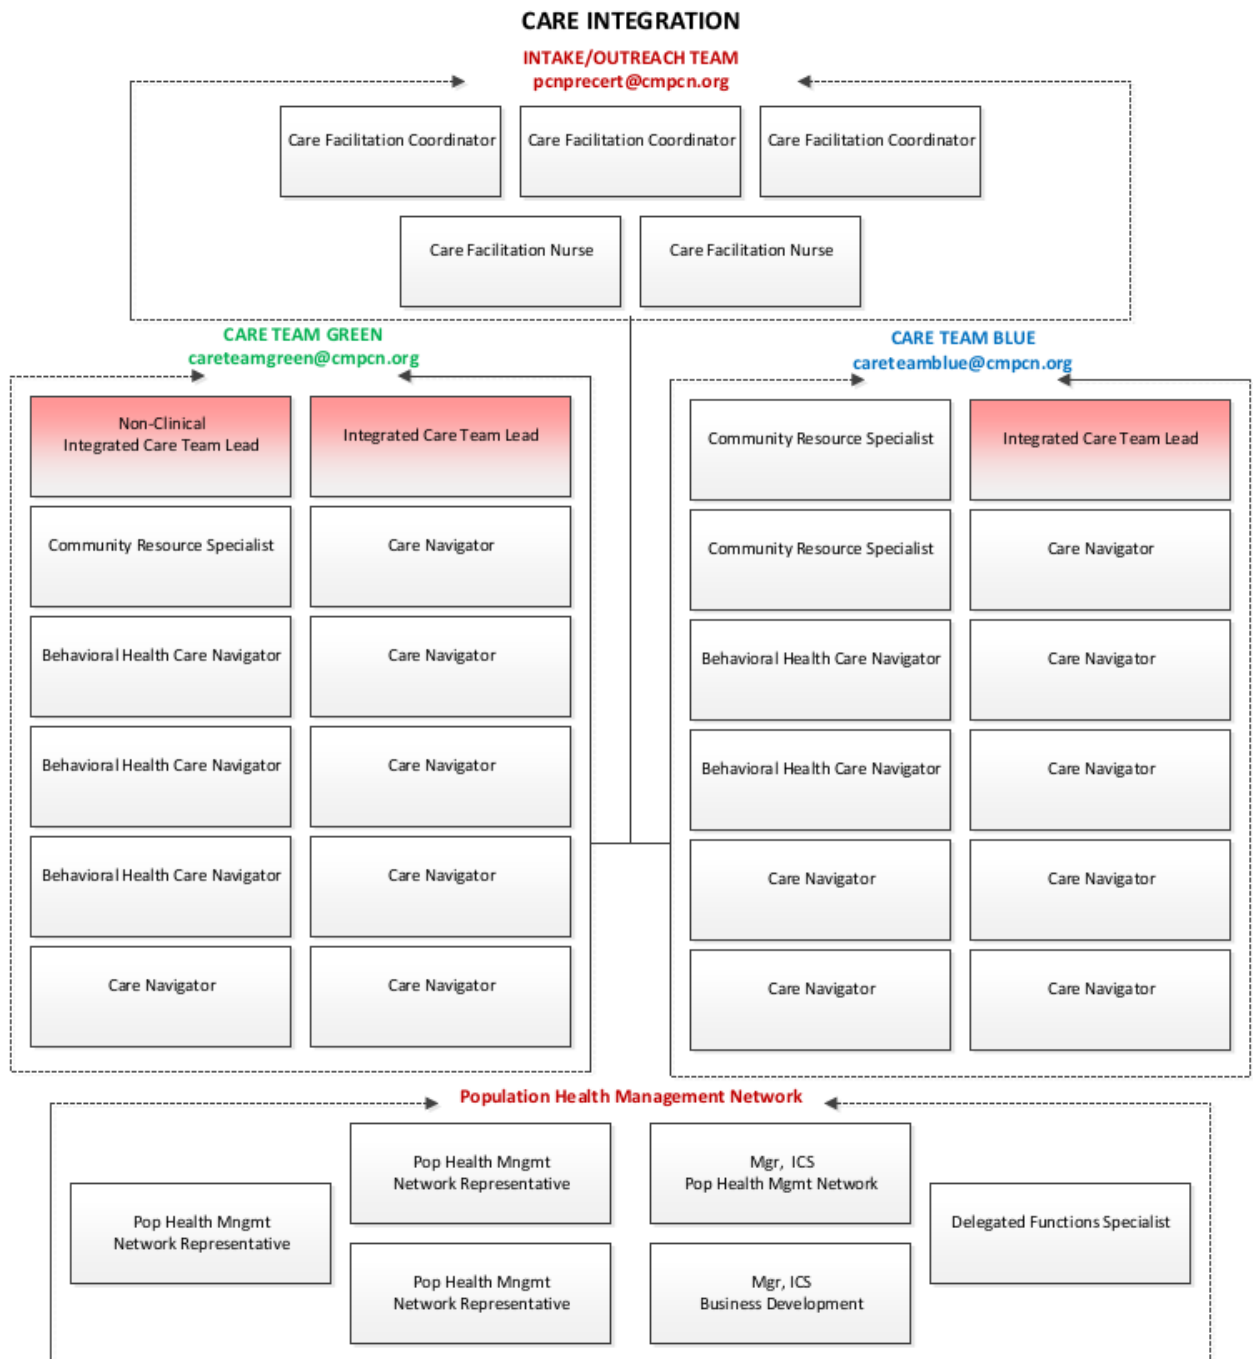 CARE INTEGRATION
INTAKE/OUTREACH TEAM
pcnprecert@cmpcn.org
Care Facilitation Coordinator
Care Facilitation Coordinator
Care Facilitation Coordinator
Care Facilitation Nurse
Care Facilitation Nurse
CARE TEAM GREEN
careteamgreen@cmpcn.org
Non-Clinical
Integrated Care Team Lead
Integrated Care Team Lead
Community Resource Specialist
Care Navigator
Behavioral Health Care Navigator
Care Navigator
Behavioral Health Care Navigator
Care Navigator
Behavioral Health Care Navigator
Care Navigator
Care Navigator
Care Navigator
CARE TEAM BLUE
careteamblue@cmpcn.org
Community Resource Specialist
Integrated Care Team Lead
Community Resource Specialist
Care Navigator
Behavioral Health Care Navigator
Care Navigator
Behavioral Health Care Navigator
Care Navigator
Care Navigator
Care Navigator
Care Navigator
Care Navigator
Population Health Management Network
Pop Health Mngmt
Network Representative
Pop Health Mngmt
Network Representative
Pop Health Mngmt
Network Representative
Mgr, ICS
Pop Health Mgmt Network
Mgr, ICS
Business Development
Delegated Functions Specialist